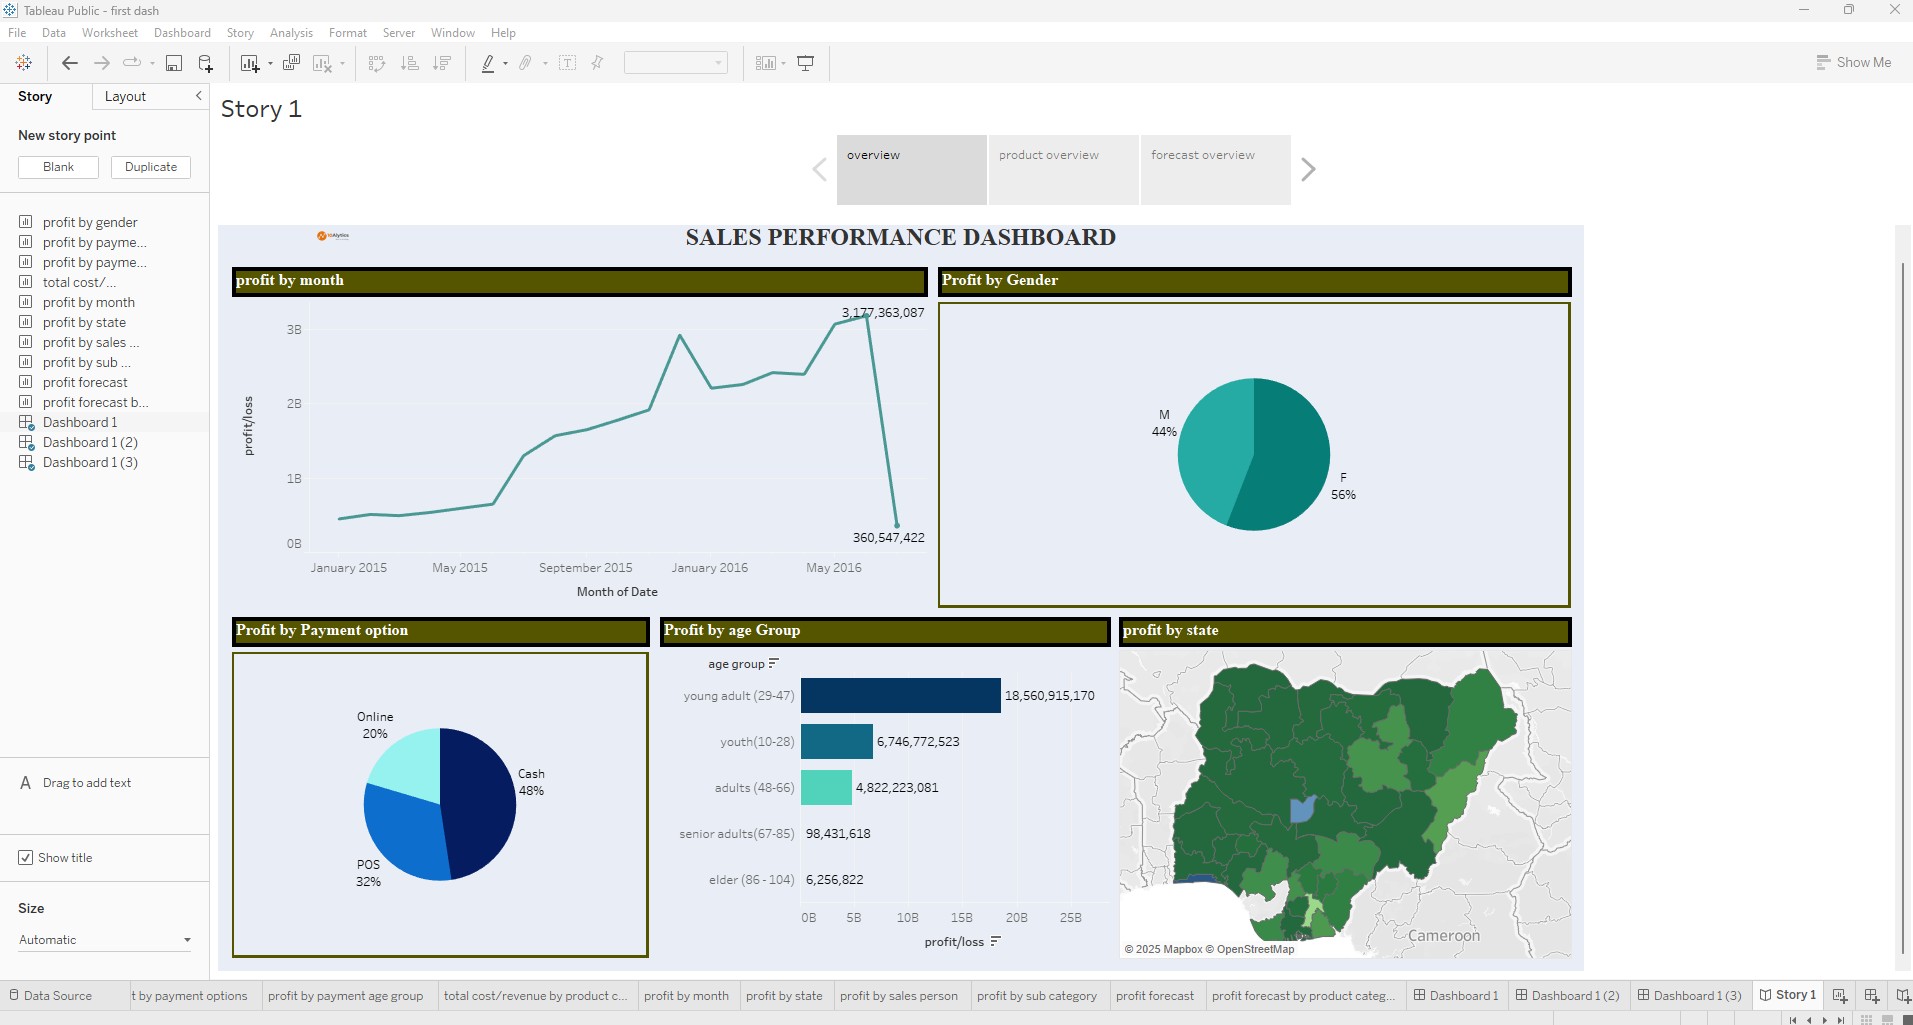 Tableau Public - first dash
File Data Worksheet Dashboard Story Analysis Format Server Window Help
Show Me
Story Layout
New story point
Blank Duplicate
profit by gender
profit by payme...
profit by payme...
total cost/...
profit by month
profit by state
profit by sales ...
profit by sub ...
profit forecast
profit forecast b...
Dashboard 1
Dashboard 1 (2)
Dashboard 1 (3)
A Drag to add text
Show title
Size
Automatic
Story 1
overview product overview forecast overview
SALES PERFORMANCE DASHBOARD
profit by month
3,177,363,087
3B
2B
1B
0B
profit/loss
360,547,422
January 2015 May 2015 September 2015 January 2016 May 2016
Month of Date
Profit by Gender
M
44%
F
56%
Profit by Payment option
Online
20%
Cash
48%
POS
32%
Profit by age Group
age group
young adult (29-47) 18,560,915,170
youth(10-28) 6,746,772,523
adults (48-66) 4,822,223,081
senior adults(67-85) 98,431,618
elder (86 - 104) 6,256,822
0B 5B 10B 15B 20B 25B
profit/loss
profit by state
Cameroon
© 2025 Mapbox © OpenStreetMap
Data Source t by payment options profit by payment age group total cost/revenue by product c... profit by month profit by state profit by sales person profit by sub category profit forecast profit forecast by product categ... Dashboard 1 Dashboard 1 (2) Dashboard 1 (3) Story 1